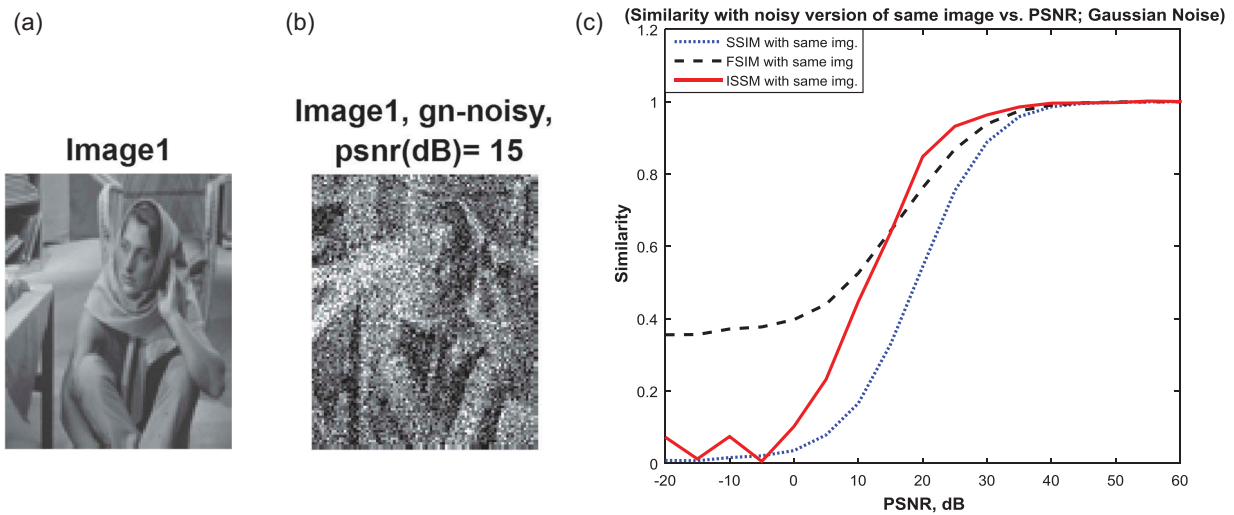 (a)
Image1
(b)
Image1, gn-noisy,
psnr(dB)= 15
(c)
(Similarity with noisy version of same image vs. PSNR; Gaussian Noise)
SSIM with same img.
FSIM with same img
ISSM with same img.
Similarity
1.2
1
0.8
0.6
0.4
0.2
0
-20
-10
0
10
20
30
40
50
60
PSNR, dB